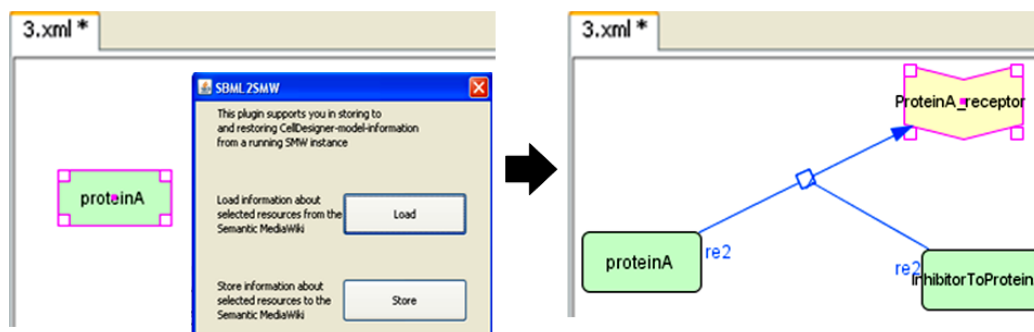 3.xml *
SBML2SMW
This plugin supports you in storing to
and restoring CellDesigner-model-information
from a running SMW instance
proteinA
Load information about
selected resources from the
Semantic MediaWiki
Load
Store information about
selected resources to the
Semantic MediaWiki
Store
3.xml *
ProteinA_receptor
proteinA
re2
re2
InhibitorToProtein